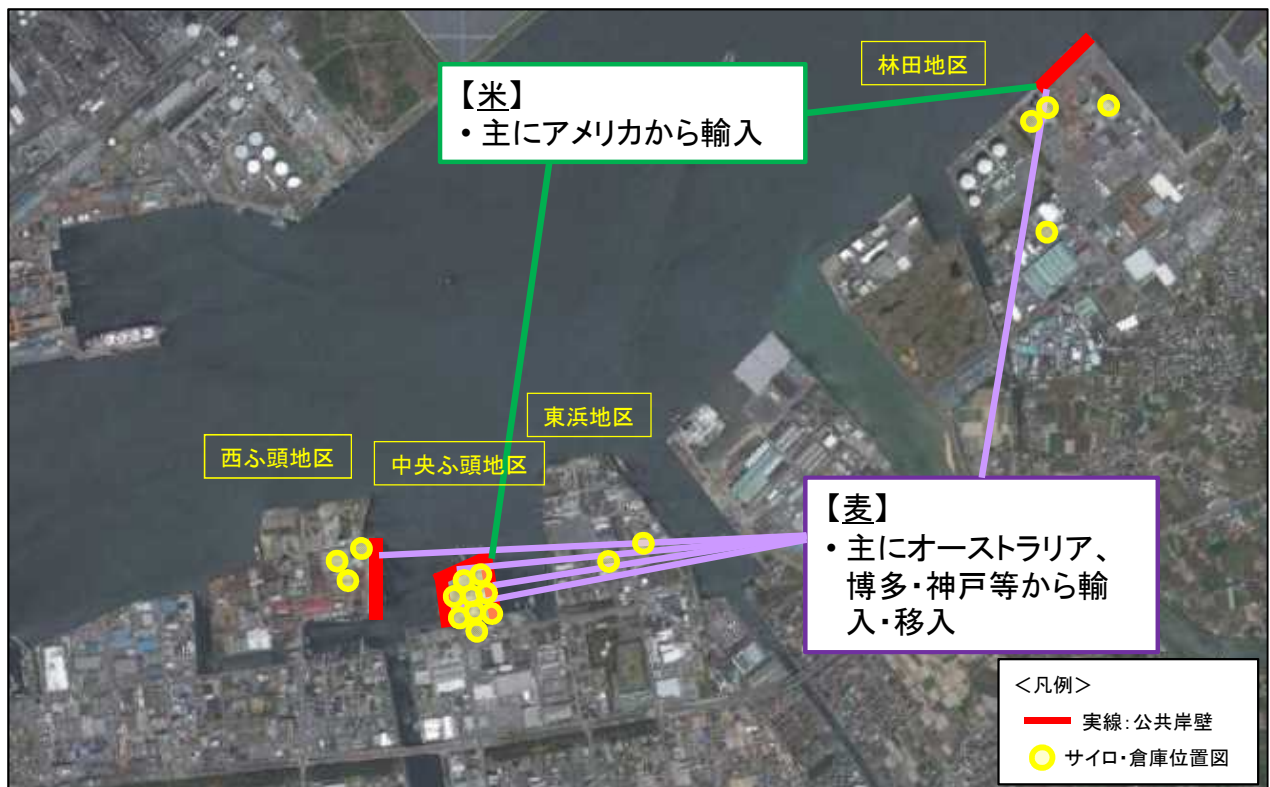 林田地区
【米】
• 主にアメリカから輸入
東浜地区
西ふ頭地区
中央ふ頭地区
【麦】
• 主にオーストラリア、
博多・神戸等から輸
入・移入
＜凡例＞
実線：公共岸壁
サイロ・倉庫位置図